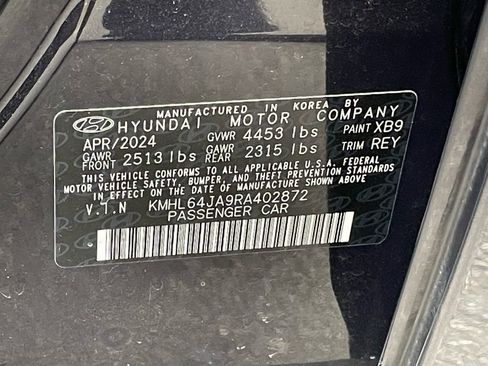 MANUFACTURED IN KOREA BY
HYUNDAI MOTOR COMPANY
APR/2024 GVWR 4453 lbs PAINT XB9
GAWR FRONT 2513 lbs GAWR REAR 2315 lbs TRIM REY
THIS VEHICLE CONFORMS TO ALL APPLICABLE U.S.A. FEDERAL
MOTOR VEHICLE SAFETY, BUMPER, AND THEFT PREVENTION STANDARDS
IN EFFECT ON THE DATE OF MANUFACTURE SHOWN ABOVE.
V.I.N KMHL64JA9RA402872
PASSENGER CAR